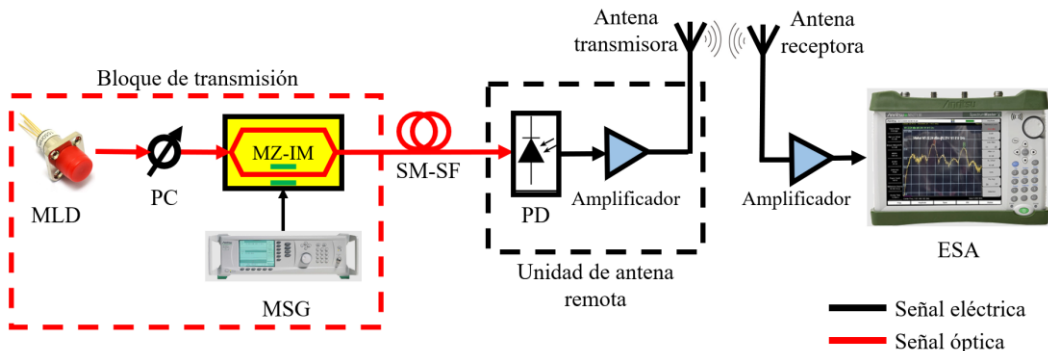 Bloque de transmisión
MLD
PC
MZ-IM
MSG
SM-SF
Antena
transmisora
PD
Amplificador
Unidad de antena
remota
Antena
receptora
Amplificador
ESA
Señal eléctrica
Señal óptica